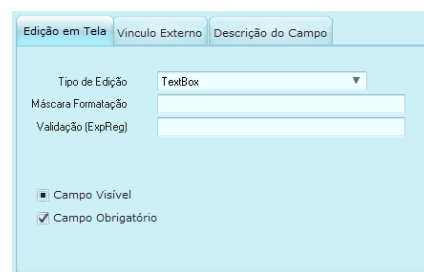 Edição em Tela Vinculo Externo Descrição do Campo
Tipo de Edição TextBox
Máscara Formatação
Validação (ExpReg)
Campo Visível
Campo Obrigatório